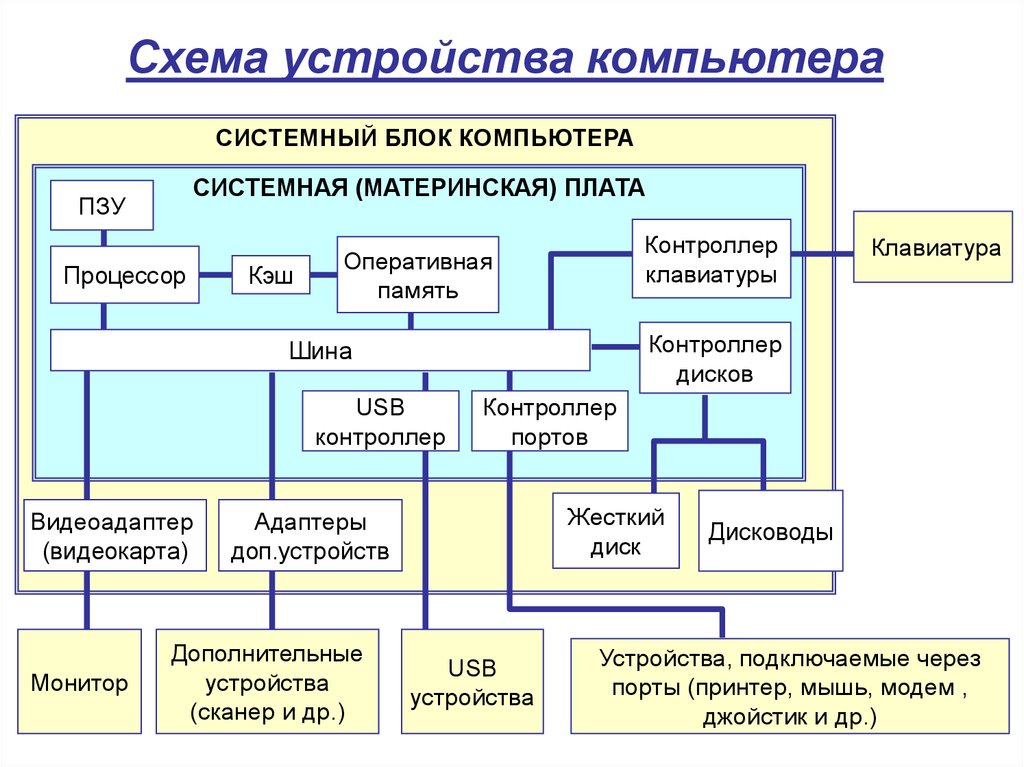 Схема устройства компьютера
СИСТЕМНЫЙ БЛОК КОМПЬЮТЕРА
СИСТЕМНАЯ (МАТЕРИНСКАЯ) ПЛАТА
ПЗУ
Процессор
Кэш
Оперативная
память
Контроллер
клавиатуры
Клавиатура
Шина
Контроллер
дисков
USB
контроллер
Контроллер
портов
Видеоадаптер
(видеокарта)
Адаптеры
доп.устройств
Жесткий
диск
Дисководы
Монитор
Дополнительные
устройства
(сканер и др.)
USB
устройства
Устройства, подключаемые через
порты (принтер, мышь, модем ,
джойстик и др.)